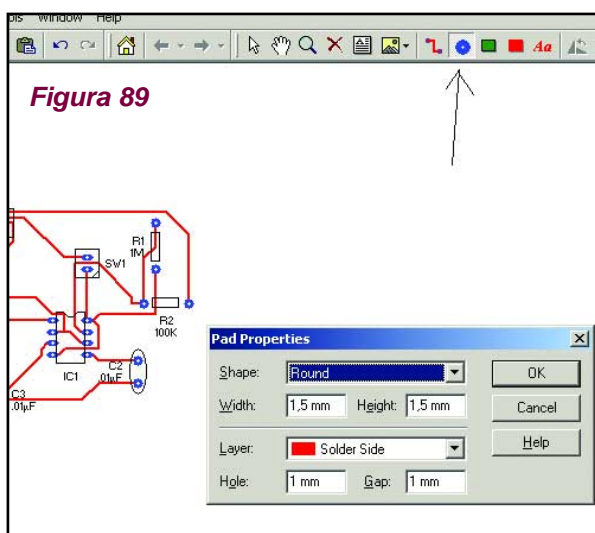 Window Help
Aa
Figura 89
R1
1M
SW1
R2
100K
IC1
C2
.01µF
C3
.01µF
Pad Properties
Shape: Round OK
Width: 1,5 mm Height: 1,5 mm Cancel
Layer: Solder Side Help
Hole: 1 mm Gap: 1 mm